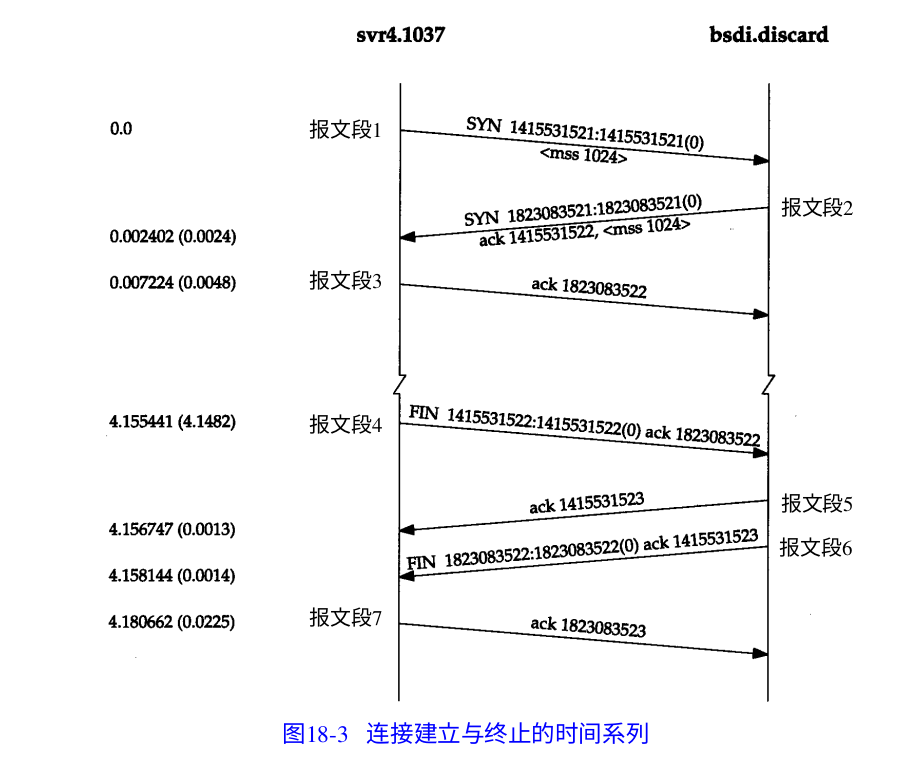 svr4.1037 bsdi.discard
0.0 报文段1 SYN 1415531521:1415531521(0)
<mss 1024>
SYN 1823083521:1823083521(0) 报文段2
0.002402 (0.0024) ack 1415531522, <mss 1024>
0.007224 (0.0048) 报文段3 ack 1823083522
4.155441 (4.1482) 报文段4 FIN 1415531522:1415531522(0) ack 1823083522
ack 1415531523 报文段5
4.156747 (0.0013)
FIN 1823083522:1823083522(0) ack 1415531523 报文段6
4.158144 (0.0014)
4.180662 (0.0225) 报文段7 ack 1823083523
图18-3 连接建立与终止的时间系列